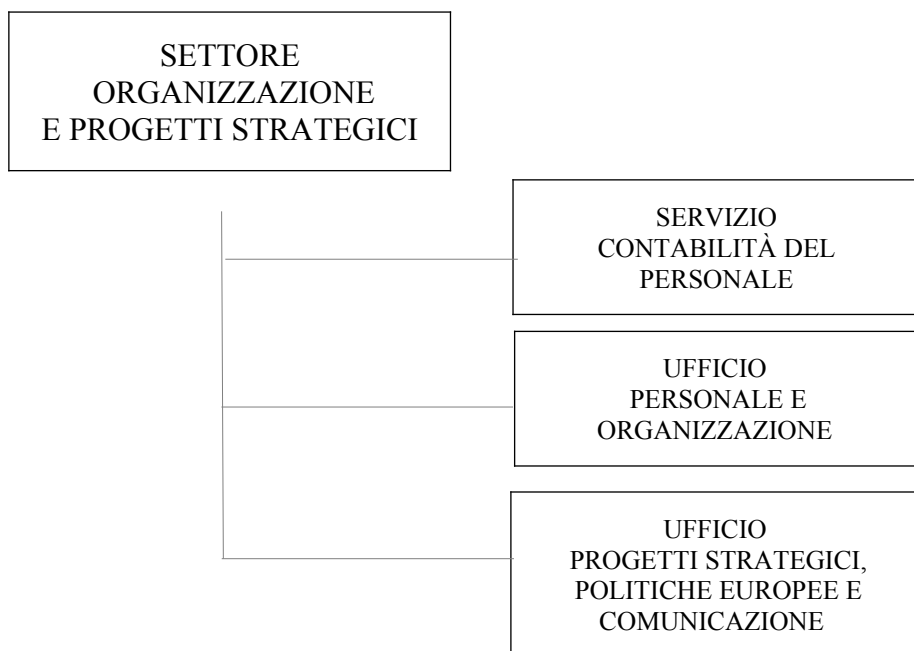 SETTORE
ORGANIZZAZIONE
E PROGETTI STRATEGICI
SERVIZIO
CONTABILITÀ DEL
PERSONALE
UFFICIO
PERSONALE E
ORGANIZZAZIONE
UFFICIO
PROGETTI STRATEGICI,
POLITICHE EUROPEE E
COMUNICAZIONE